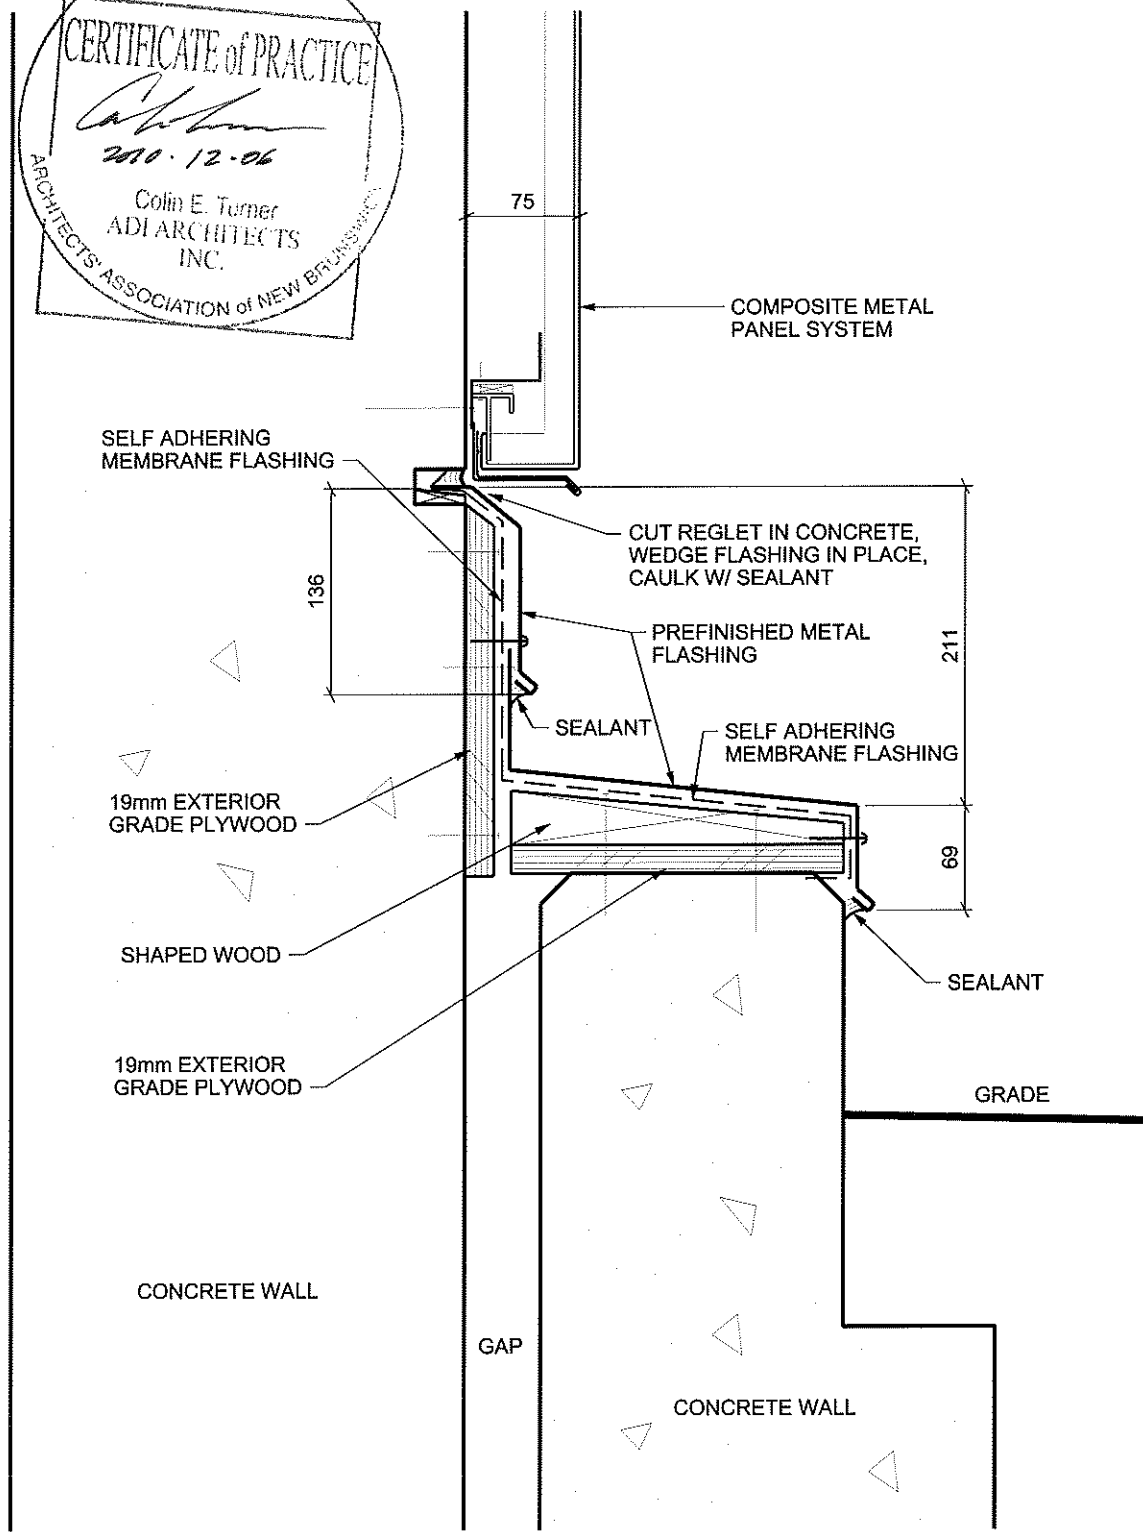 CERTIFICATE of PRACTICE
2010-12-06
Colin E. Turner
ADI ARCHITECTS
INC.
ARCHITECTS' ASSOCIATION of NEW BRUNSWICK
75
COMPOSITE METAL
PANEL SYSTEM
SELF ADHERING
MEMBRANE FLASHING
CUT REGLET IN CONCRETE,
WEDGE FLASHING IN PLACE,
CAULK W/ SEALANT
136
PREFINISHED METAL
FLASHING
211
SEALANT
SELF ADHERING
MEMBRANE FLASHING
19mm EXTERIOR
GRADE PLYWOOD
69
SHAPED WOOD
SEALANT
19mm EXTERIOR
GRADE PLYWOOD
GRADE
CONCRETE WALL
GAP
CONCRETE WALL